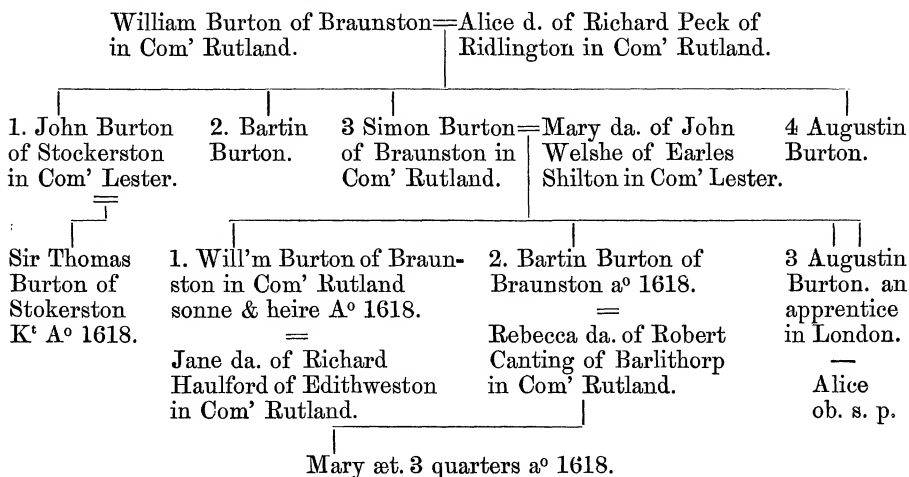 William Burton of Braunston=Alice d. of Richard Peck of
in Com' Rutland.
Ridlington in Com' Rutland.
1. John Burton
of Stockerston
in Com' Lester.
=
2. Bartin
Burton.
3 Simon Burton=Mary da. of John
of Braunston in
Com' Rutland.
Welshe of Earles
Shilton in Com' Lester.
4 Augustin
Burton.
Sir Thomas
Burton of
Stokerston
Kᵗ Aº 1618.
1. Will'm Burton of Braun-
ston in Com' Rutland
sonne & heire Aº 1618.
=
Jane da. of Richard
Haulford of Edithweston
in Com' Rutland.
2. Bartin Burton of
Braunston aº 1618.
=
Rebecca da. of Robert
Canting of Barlithorp
in Com' Rutland.
3 Augustin
Burton. an
apprentice
in London.
—
Alice
ob. s. p.
Mary æt. 3 quarters aº 1618.